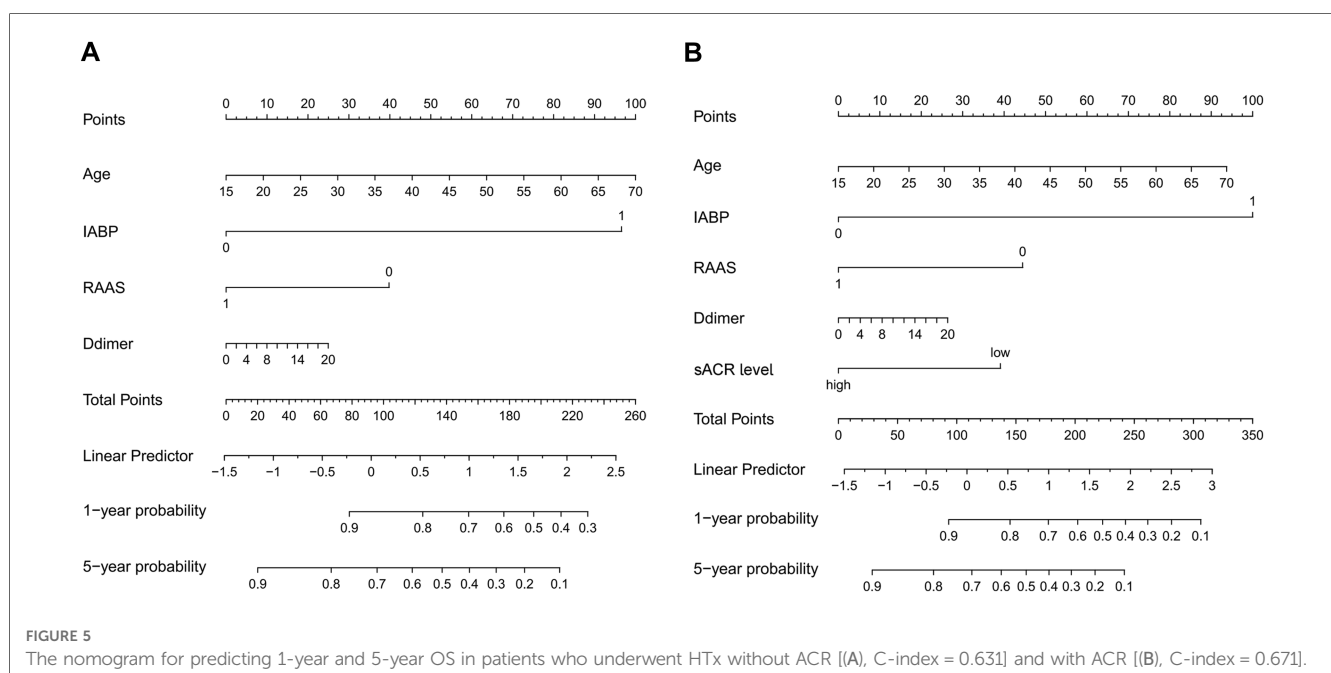 A
Points
0 10 20 30 40 50 60 70 80 90 100
Age
15 20 25 30 35 40 45 50 55 60 65 70
IABP
1
0
RAAS
0
1
Ddimer
0 4 8 14 20
Total Points
0 20 40 60 80 100 140 180 220 260
Linear Predictor
−1.5 −1 −0.5 0 0.5 1 1.5 2 2.5
1−year probability
0.9 0.8 0.7 0.6 0.5 0.4 0.3
5−year probability
0.9 0.8 0.7 0.6 0.5 0.4 0.3 0.2 0.1
B
Points
0 10 20 30 40 50 60 70 80 90 100
Age
15 20 25 30 35 40 45 50 55 60 65 70
IABP
1
0
RAAS
0
1
Ddimer
0 4 8 14 20
sACR level
low
high
Total Points
0 50 100 150 200 250 300 350
Linear Predictor
−1.5 −1 −0.5 0 0.5 1 1.5 2 2.5 3
1−year probability
0.9 0.8 0.7 0.6 0.5 0.4 0.3 0.2 0.1
5−year probability
0.9 0.8 0.7 0.6 0.5 0.4 0.3 0.2 0.1
FIGURE 5
The nomogram for predicting 1-year and 5-year OS in patients who underwent HTx without ACR [(A), C-index = 0.631] and with ACR [(B), C-index = 0.671].